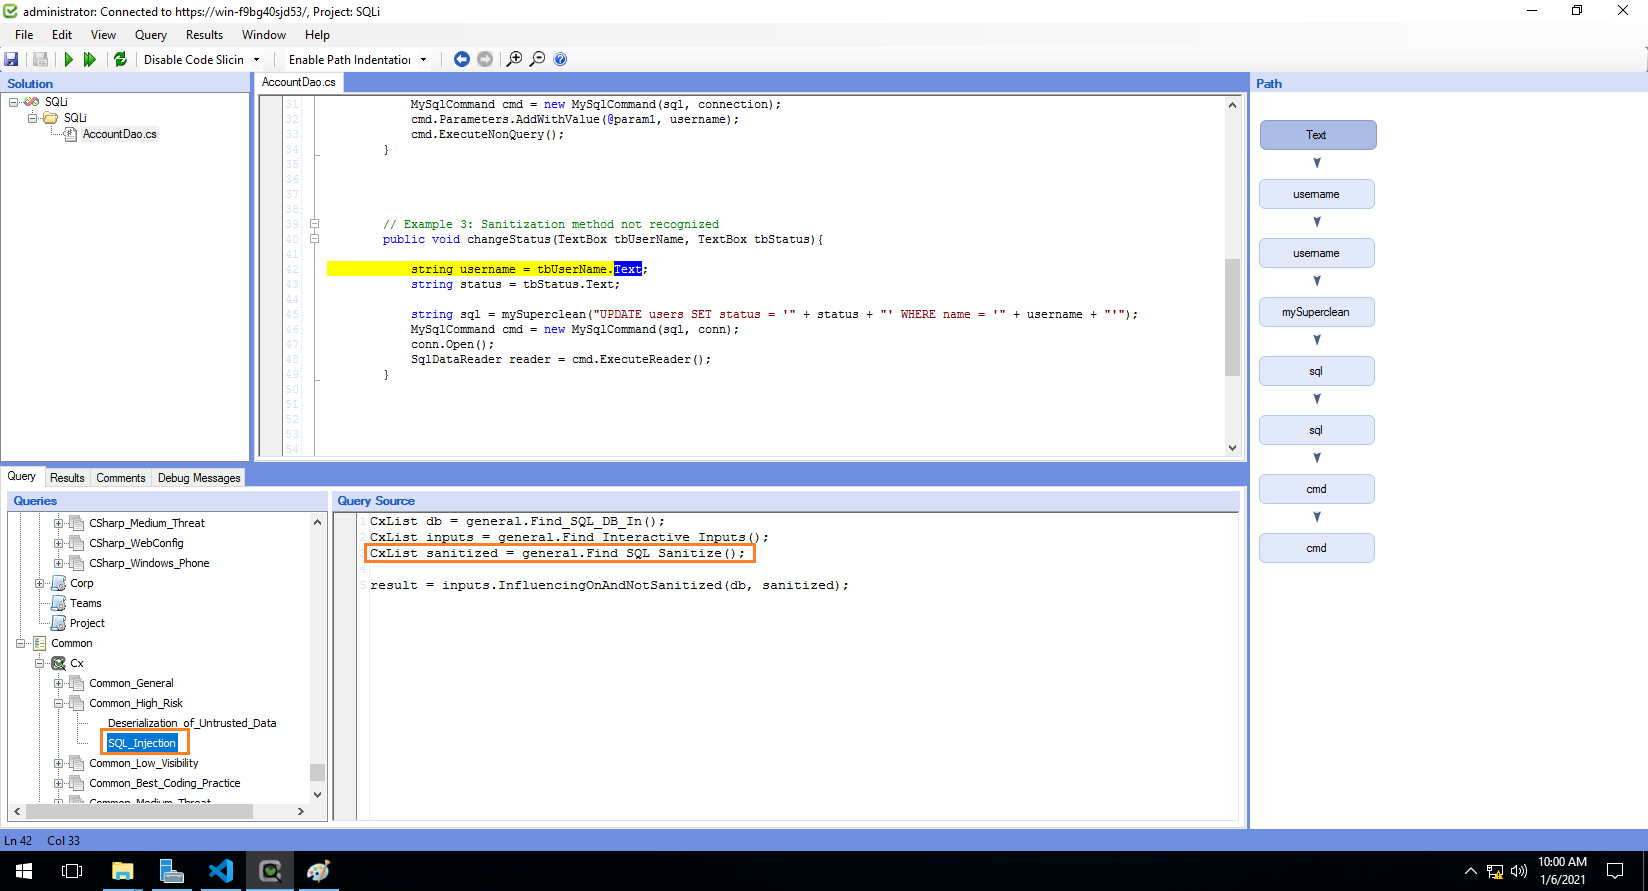 administrator: Connected to https://win-f9bg40sjd53/, Project: SQLi
File Edit View Query Results Window Help
Disable Code Slicin Enable Path Indentatior
Solution
SQLi
SQLi
AccountDao.cs
AccountDao.cs
31 MySqlCommand cmd = new MySqlCommand(sql, connection);
32 cmd.Parameters.AddWithValue(@param1, username);
33 cmd.ExecuteNonQuery();
34 }
35
36
37
38
39 // Example 3: Sanitization method not recognized
40 public void changeStatus(TextBox tbUserName, TextBox tbStatus){
41
42 string username = tbUserName.Text;
43 string status = tbStatus.Text;
44
45 string sql = mySuperclean("UPDATE users SET status = '" + status + "' WHERE name = '" + username + "'");
46 MySqlCommand cmd = new MySqlCommand(sql, conn);
47 conn.Open();
48 SqlDataReader reader = cmd.ExecuteReader();
49 }
50
51
52
53
54
Path
Text
username
username
mySuperclean
sql
sql
cmd
cmd
Query Results Comments Debug Messages
Queries
CSharp_Medium_Threat
CSharp_WebConfig
CSharp_Windows_Phone
Corp
Teams
Project
Common
Cx
Common_General
Common_High_Risk
Deserialization_of_Untrusted_Data
SQL_Injection
Common_Low_Visibility
Common_Best_Coding_Practice
Common_Medium_Threat
Query Source
1 CxList db = general.Find_SQL_DB_In();
2 CxList inputs = general.Find_Interactive_Inputs();
3 CxList sanitized = general.Find_SQL_Sanitize();
4
5 result = inputs.InfluencingOnAndNotSanitized(db, sanitized);
Ln 42 Col 33
10:00 AM
1/6/2021